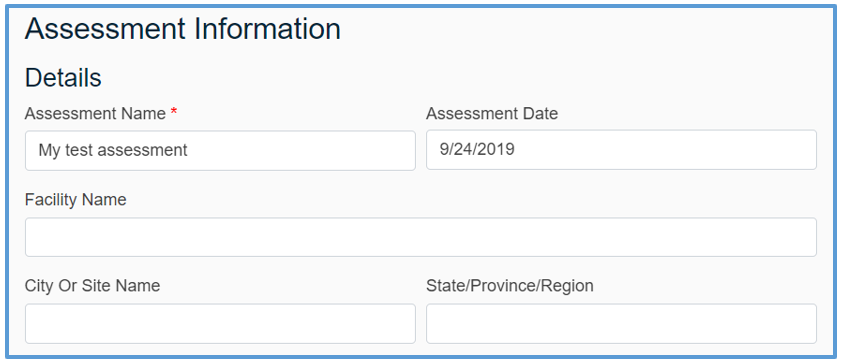 Assessment Information
Details
Assessment Name * Assessment Date
My test assessment 9/24/2019
Facility Name
City Or Site Name State/Province/Region